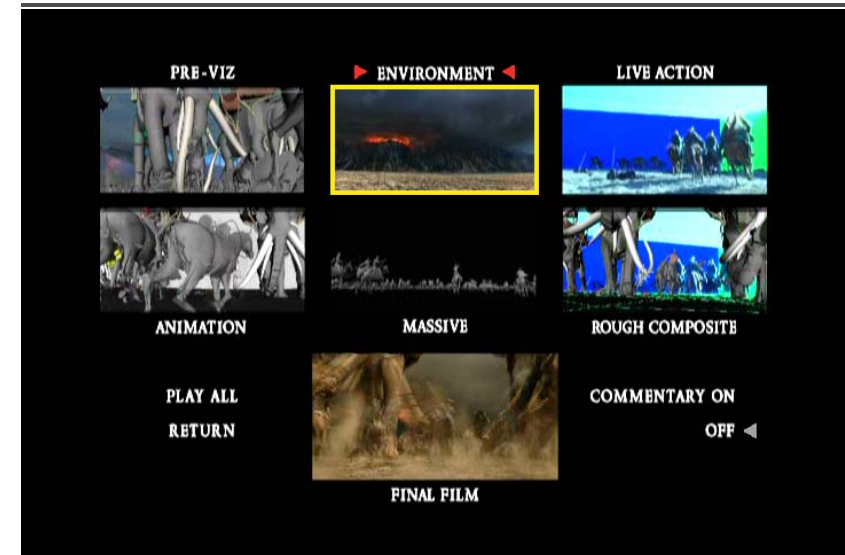 PRE-VIZ
ENVIRONMENT
LIVE ACTION
ANIMATION
MASSIVE
ROUGH COMPOSITE
PLAY ALL
COMMENTARY ON
RETURN
OFF
FINAL FILM